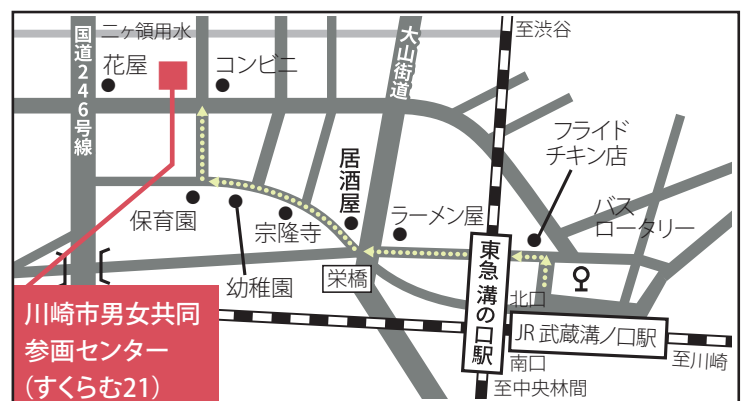 二ヶ領用水
国道246号線
花屋
コンビニ
大山街道
至渋谷
フライド
チキン店
バス
ロータリー
居酒屋
ラーメン屋
保育園
宗隆寺
幼稚園
栄橋
東急溝の口駅
北口
JR 武蔵溝ノ口駅
南口
至川崎
至中央林間
川崎市男女共同
参画センター
(すくらむ21)